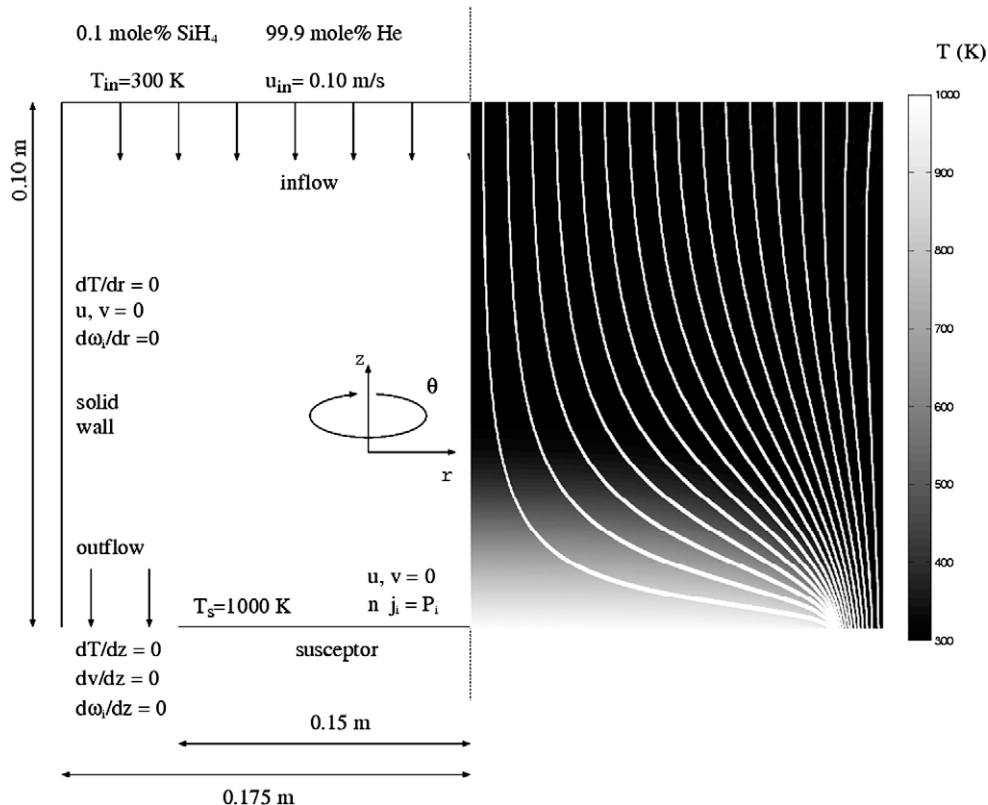 0.1 mole% SiH₄ 99.9 mole% He
T (K)
Tᵢₙ=300 K uᵢₙ= 0.10 m/s
0.10 m
inflow
dT/dr = 0
u, v = 0
dωᵢ/dr =0
solid
wall
z
θ
r
outflow
u, v = 0
n jᵢ = Pᵢ
Tₛ=1000 K
susceptor
dT/dz = 0
dv/dz = 0
dωᵢ/dz = 0
0.15 m
0.175 m
1000
900
800
700
600
500
400
300